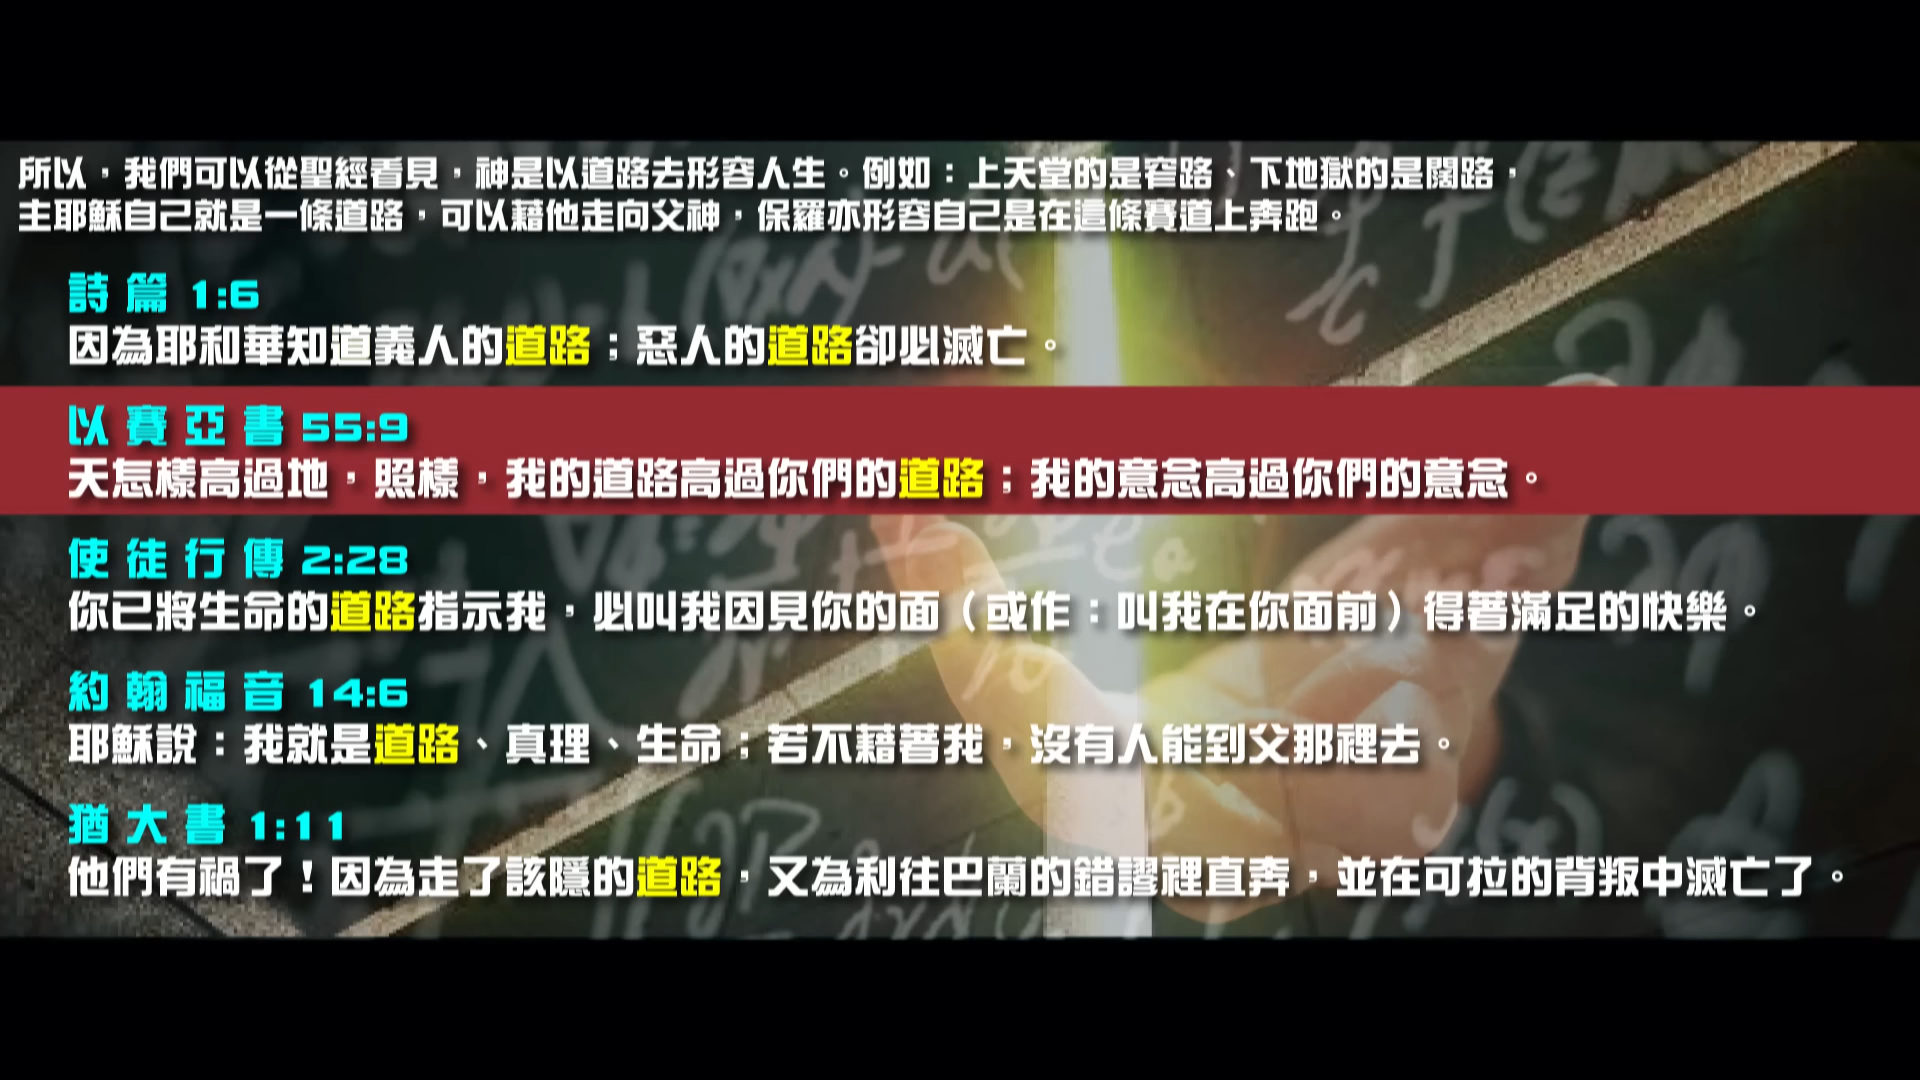 所以，我們可以從聖經看見，神是以道路去形容人生。例如：上天堂的是窄路、下地獄的是闊路，
主耶穌自己就是一條道路，可以藉他走向父神，保羅亦形容自己是在這條賽道上奔跑。
詩篇 1:6
因為耶和華知道義人的道路；惡人的道路卻必滅亡。
以賽亞書 55:9
天怎樣高過地，照樣，我的道路高過你們的道路；我的意念高過你們的意念。
使徒行傳 2:28
你已將生命的道路指示我，必叫我因見你的面（或作：叫我在你面前）得著滿足的快樂。
約翰福音 14:6
耶穌說：我就是道路、真理、生命；若不藉著我，沒有人能到父那裡去。
猶大書 1:11
他們有禍了！因為走了該隱的道路，又為利往巴蘭的錯謬裡直奔，並在可拉的背叛中滅亡了。